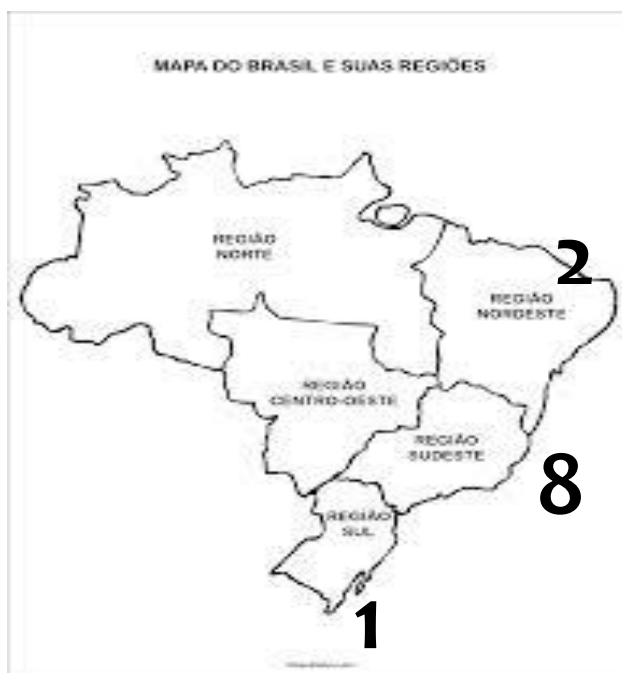 MAPA DO BRASIL E SUAS REGIÕES
REGIÃO
NORTE
2
REGIÃO
NORDESTE
REGIÃO
CENTRO-OESTE
REGIÃO
SUDESTE
8
REGIÃO
SUL
1